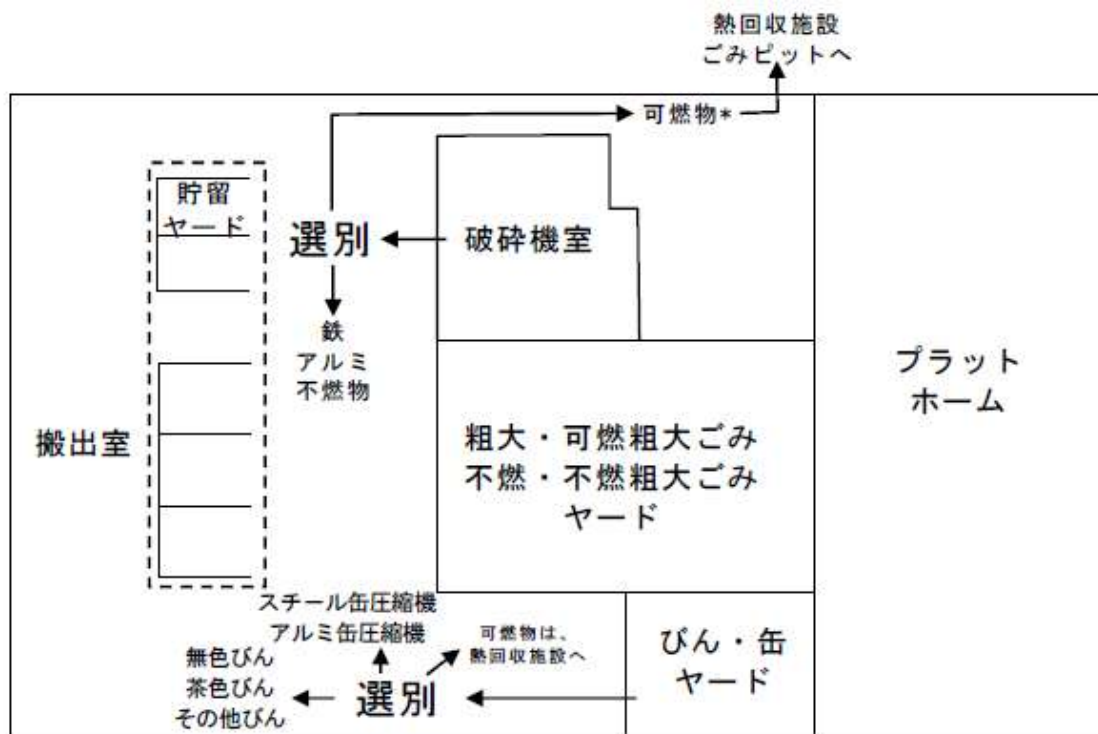 熱回収施設
ごみピットへ
可燃物*
貯留
ヤード
選別
破砕機室
鉄
アルミ
不燃物
プラット
ホーム
搬出室
粗大・可燃粗大ごみ
不燃・不燃粗大ごみ
ヤード
スチール缶圧縮機
アルミ缶圧縮機
可燃物は、
熱回収施設へ
びん・缶
ヤード
無色びん
茶色びん
その他びん
選別